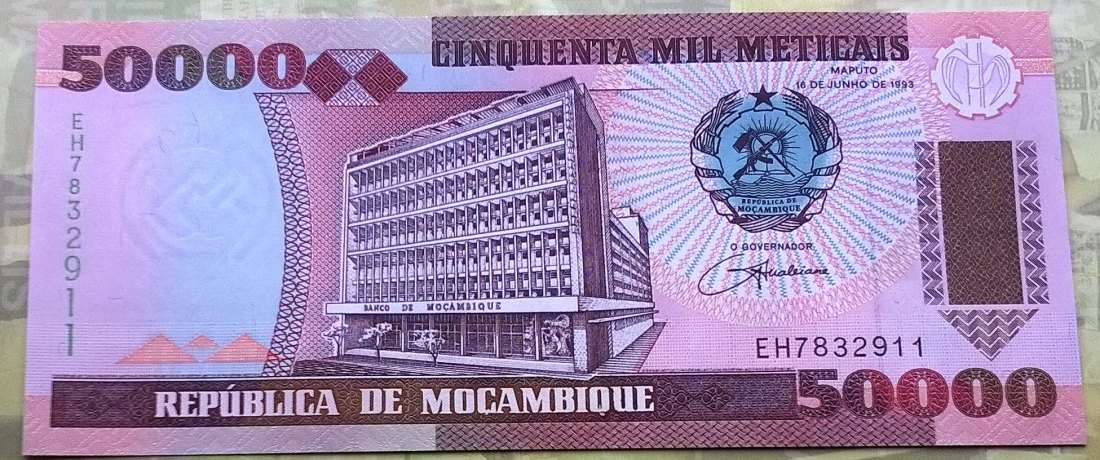 50000
CINQUENTA MIL METICAIS
MAPUTO
16 DE JUNHO DE 1993
EH7832911
REPÚBLICA DE
MOÇAMBIQUE
O GOVERNADOR
BANCO DE MOÇAMBIQUE
EH7832911
REPÚBLICA DE MOÇAMBIQUE
50000